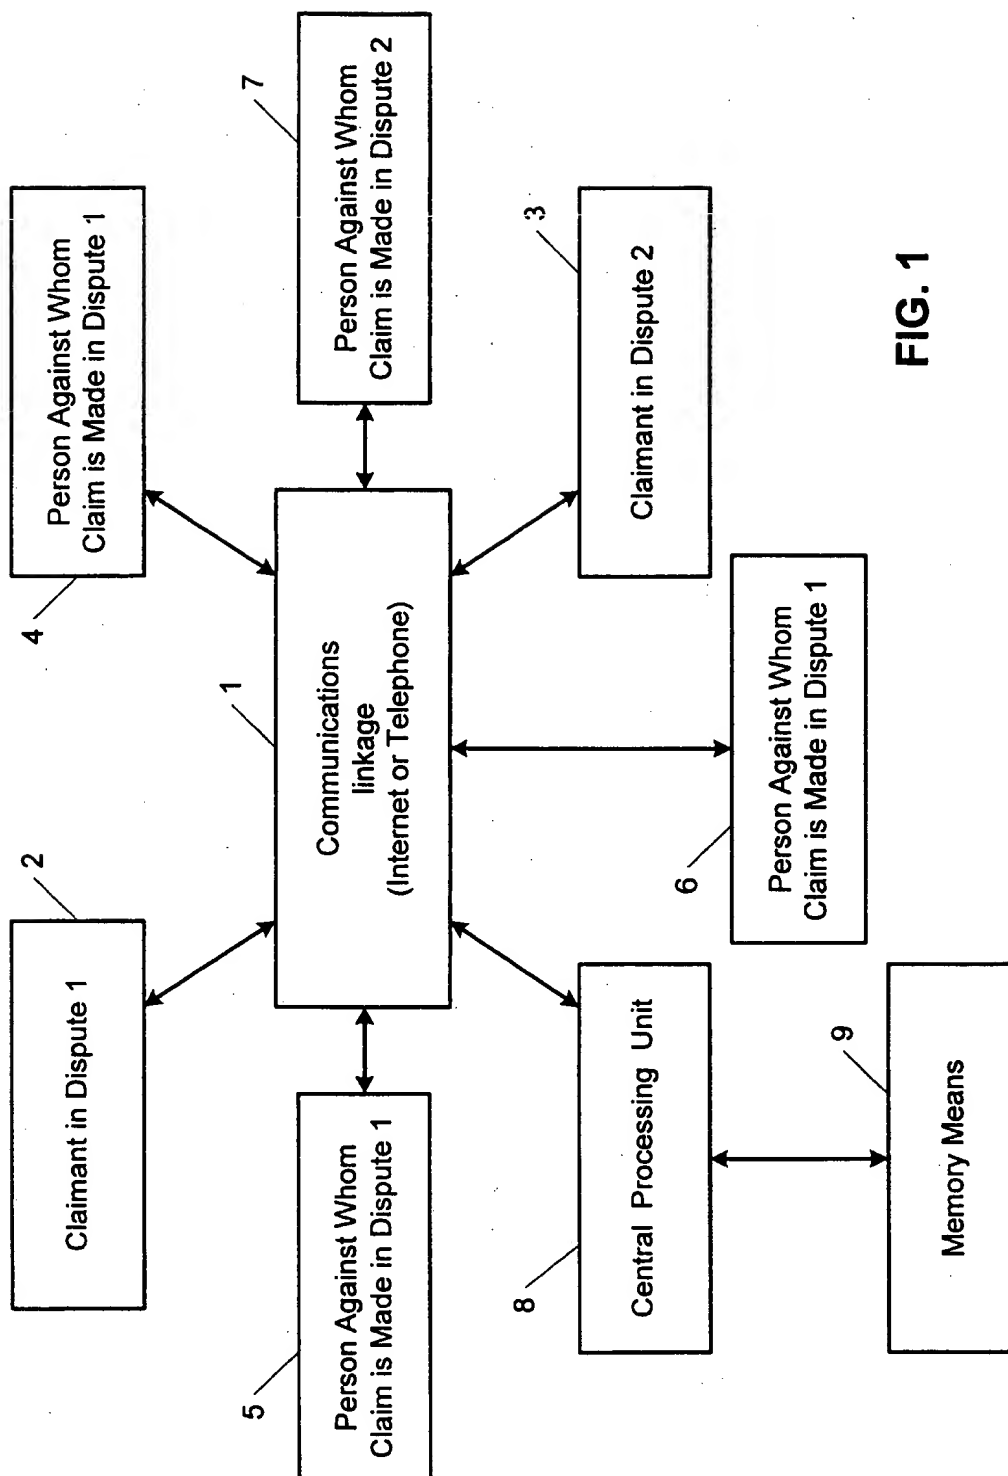 2
Claimant in Dispute 1
4
Person Against Whom
Claim is Made in Dispute 1
5
Person Against Whom
Claim is Made in Dispute 1
1
Communications
linkage
(Internet or Telephone)
7
Person Against Whom
Claim is Made in Dispute 2
8
Central Processing Unit
6
Person Against Whom
Claim is Made in Dispute 1
3
Claimant in Dispute 2
9
Memory Means
FIG. 1